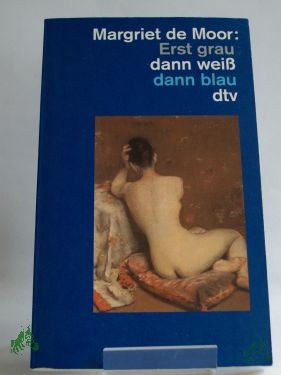 Margriet de Moor:
Erst grau
dann weiß
dann blau
dtv